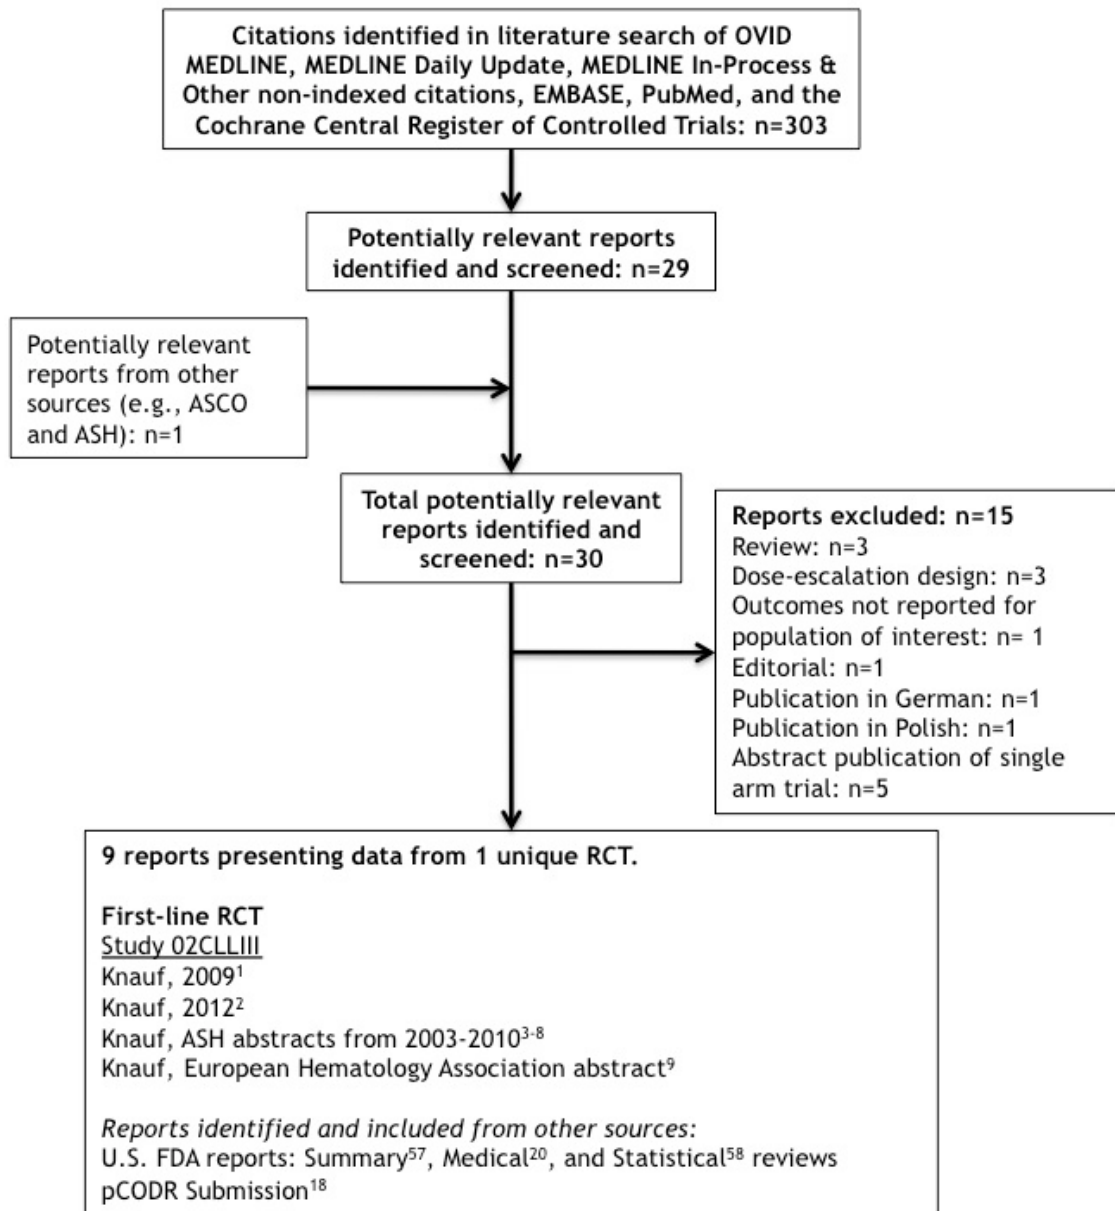 Citations identified in literature search of OVID
MEDLINE, MEDLINE Daily Update, MEDLINE In-Process &
Other non-indexed citations, EMBASE, PubMed, and the
Cochrane Central Register of Controlled Trials: n=303
Potentially relevant reports
identified and screened: n=29
Potentially relevant
reports from other
sources (e.g., ASCO
and ASH): n=1
Total potentially relevant
reports identified and
screened: n=30
Reports excluded: n=15
Review: n=3
Dose-escalation design: n=3
Outcomes not reported for
population of interest: n= 1
Editorial: n=1
Publication in German: n=1
Publication in Polish: n=1
Abstract publication of single
arm trial: n=5
9 reports presenting data from 1 unique RCT.
First-line RCT
Study 02CLLIII
Knauf, 2009¹
Knauf, 2012²
Knauf, ASH abstracts from 2003-2010³⁻⁸
Knauf, European Hematology Association abstract⁹
Reports identified and included from other sources:
U.S. FDA reports: Summary⁵⁷, Medical²⁰, and Statistical⁵⁸ reviews
pCODR Submission¹⁸